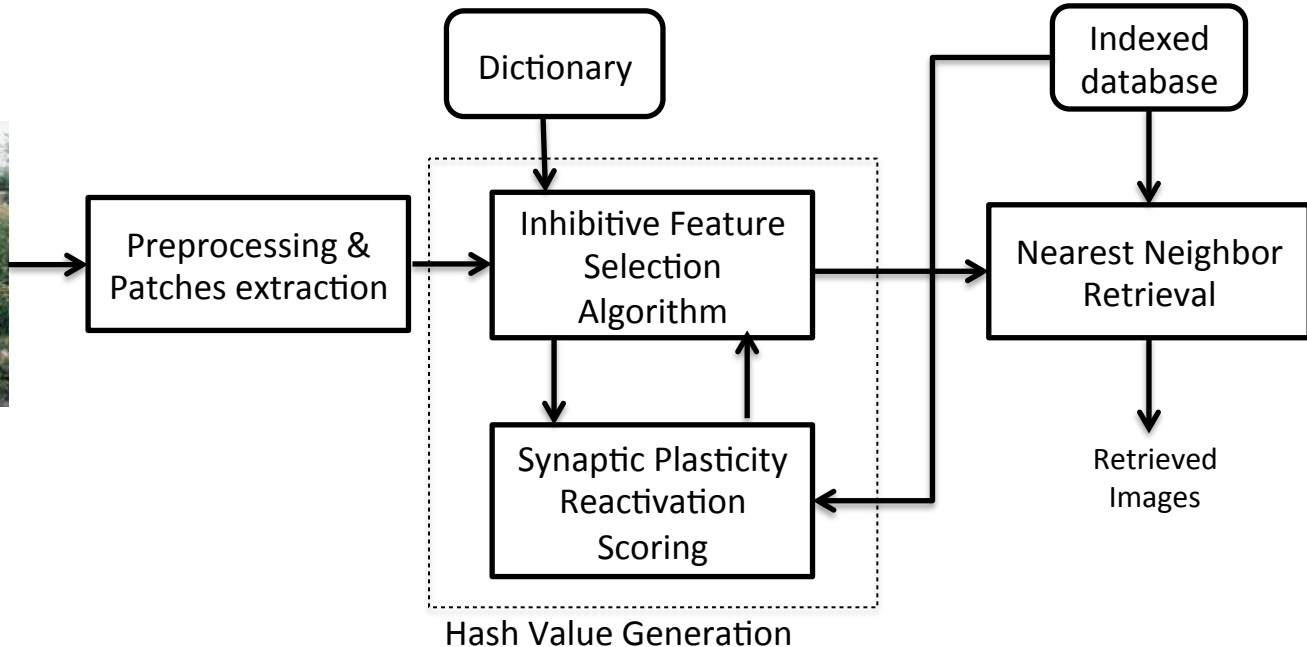 Dictionary
Indexed
database
Preprocessing &
Patches extraction
Inhibitive Feature
Selection
Algorithm
Nearest Neighbor
Retrieval
Synaptic Plasticity
Reactivation
Scoring
Retrieved
Images
Hash Value Generation